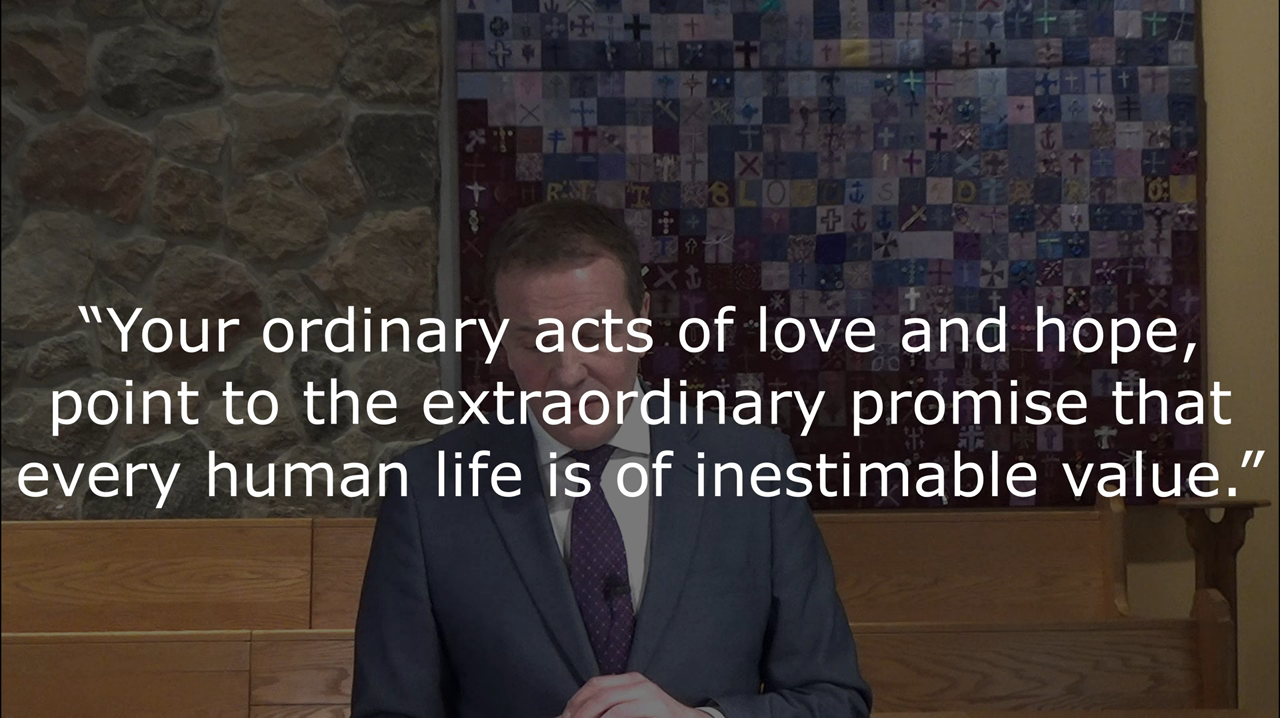 “Your ordinary acts of love and hope,
point to the extraordinary promise that
every human life is of inestimable value.”